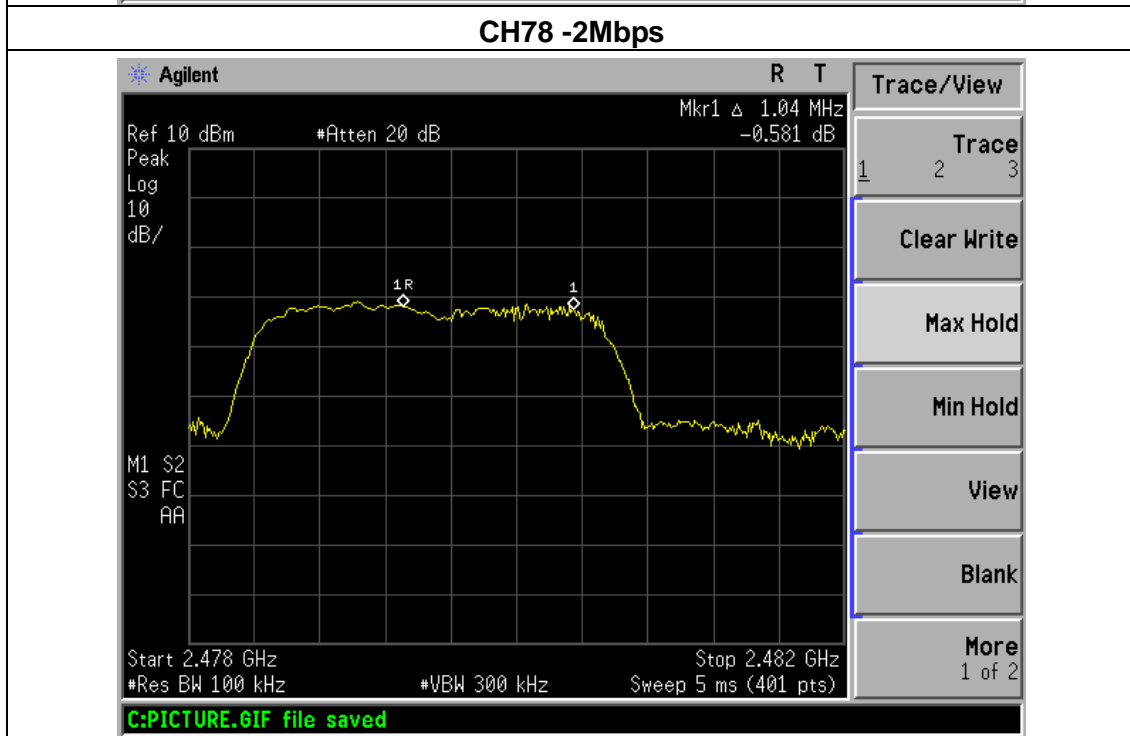 CH78 -2Mbps
Agilent R T
Mkr1 Δ 1.04 MHz
Ref 10 dBm #Atten 20 dB -0.581 dB
Peak
Log
10
dB/
1R
1
M1 S2
S3 FC
AA
Start 2.478 GHz Stop 2.482 GHz
#Res BW 100 kHz #VBW 300 kHz Sweep 5 ms (401 pts)
C:PICTURE.GIF file saved
Trace/View
Trace
1 2 3
Clear Write
Max Hold
Min Hold
View
Blank
More
1 of 2